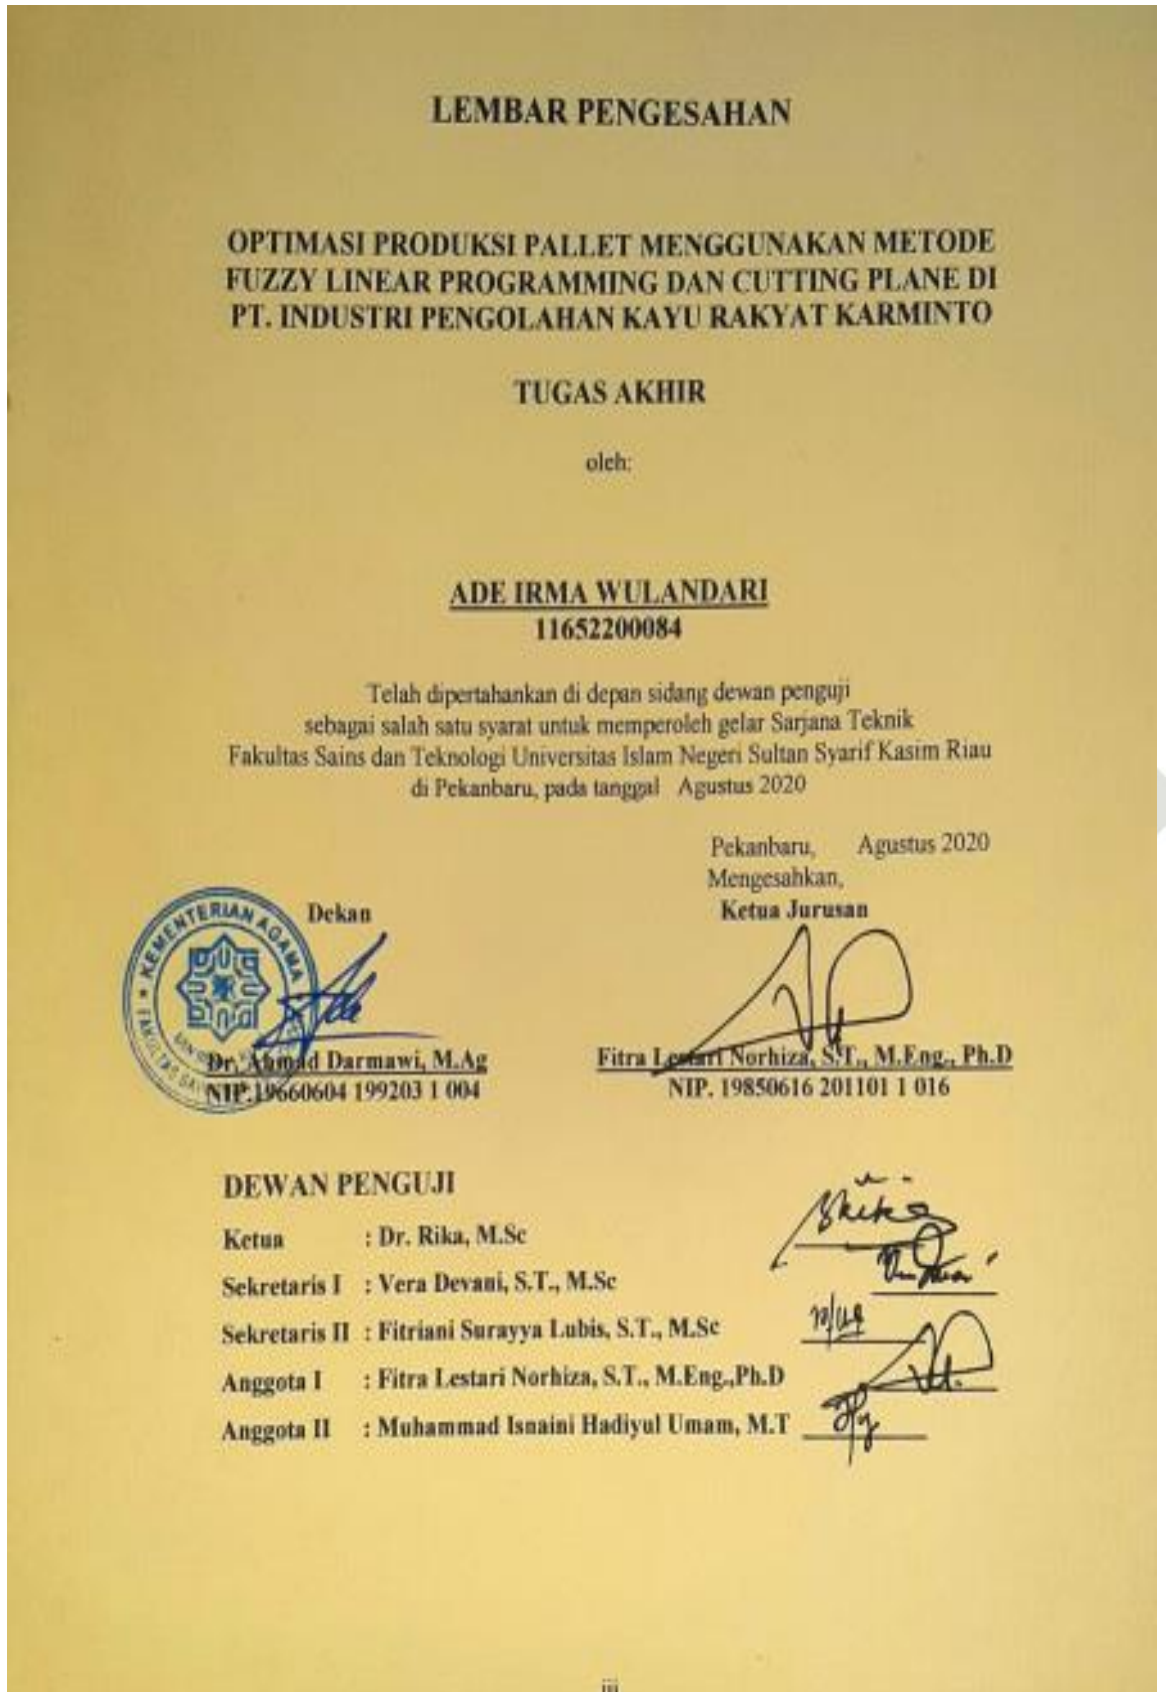 LEMBAR PENGESAHAN
OPTIMASI PRODUKSI PALLET MENGGUNAKAN METODE
FUZZY LINEAR PROGRAMMING DAN CUTTING PLANE DI
PT. INDUSTRI PENGOLAHAN KAYU RAKYAT KARMINTO
TUGAS AKHIR
oleh:
ADE IRMA WULANDARI
11652200084
Telah dipertahankan di depan sidang dewan penguji
sebagai salah satu syarat untuk memperoleh gelar Sarjana Teknik
Fakultas Sains dan Teknologi Universitas Islam Negeri Sultan Syarif Kasim Riau
di Pekanbaru, pada tanggal Agustus 2020
Pekanbaru, Agustus 2020
Mengesahkan,
Dekan
Ketua Jurusan
KEMENTERIAN AGAMA
FAKULTAS
Dr. Ahmad Darmawi, M.Ag
NIP.19660604 199203 1 004
Fitra Lestari Norhiza, S.T., M.Eng., Ph.D
NIP. 19850616 201101 1 016
DEWAN PENGUJI
Ketua : Dr. Rika, M.Sc
Sekretaris I : Vera Devani, S.T., M.Sc
Sekretaris II : Fitriani Surayya Lubis, S.T., M.Sc
Anggota I : Fitra Lestari Norhiza, S.T., M.Eng.,Ph.D
Anggota II : Muhammad Isnaini Hadiyul Umam, M.T
iii